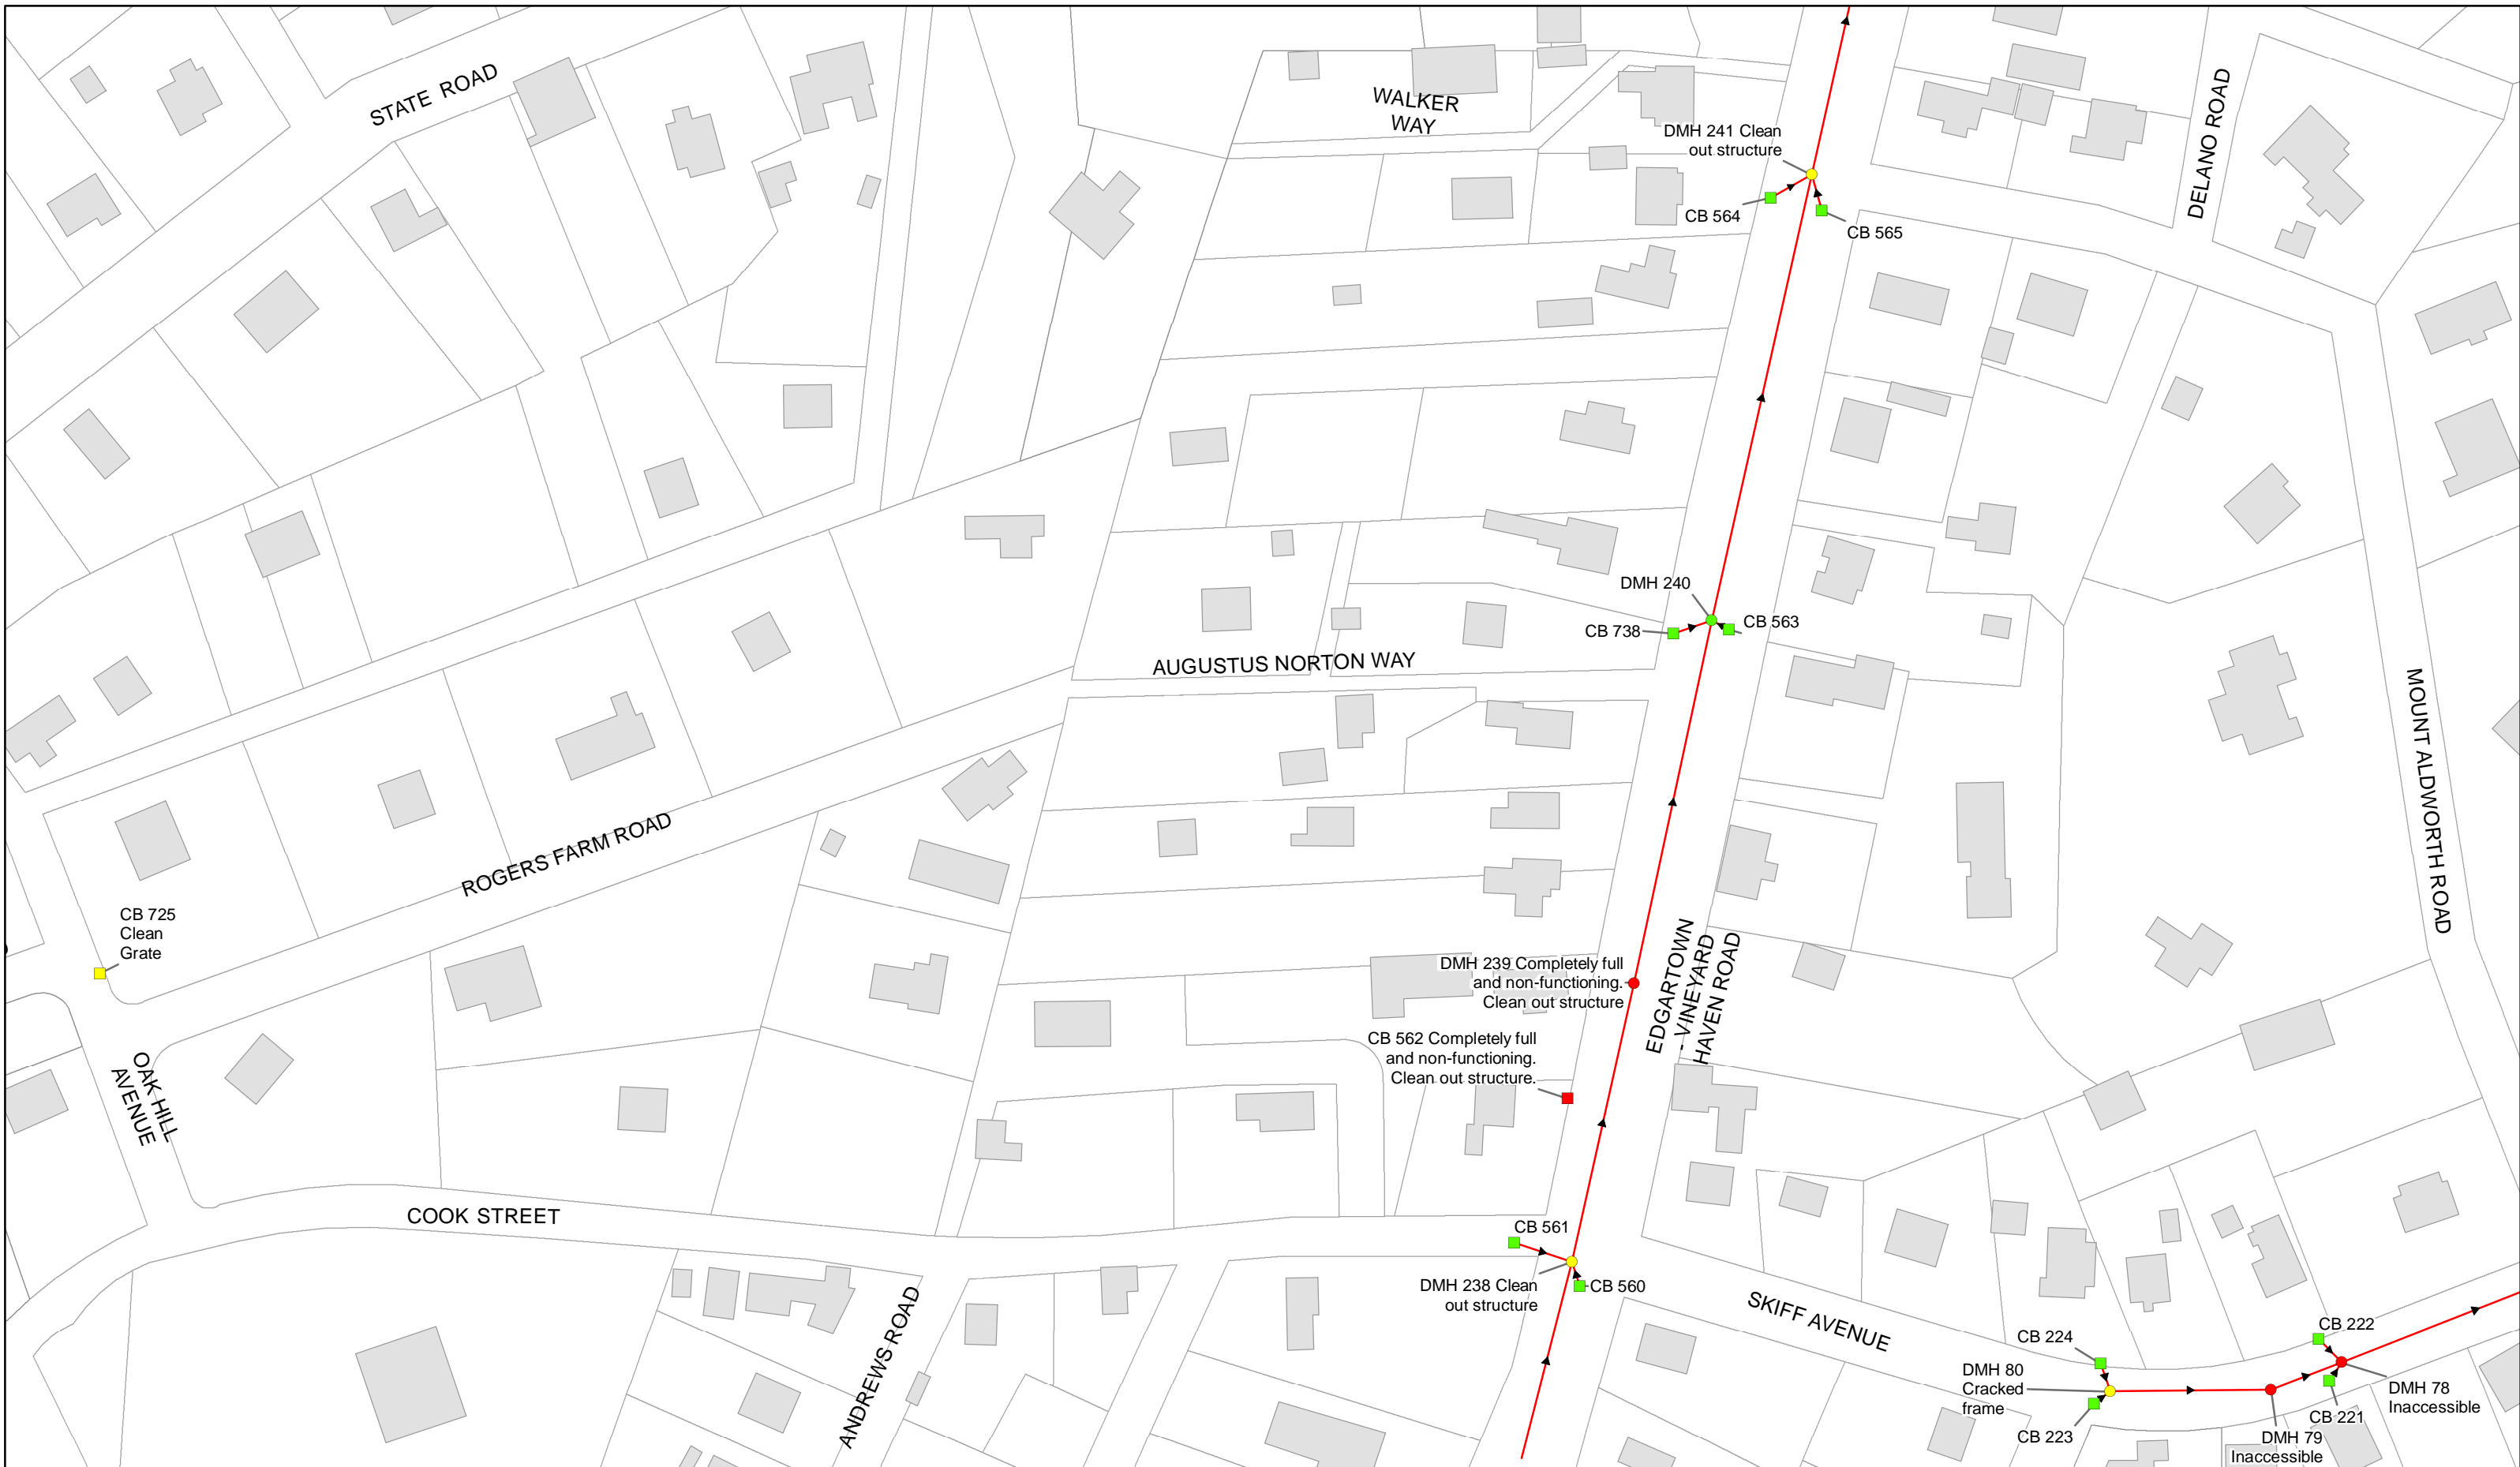 STATE ROAD
WALKER
WAY
DELANO ROAD
DMH 241 Clean
out structure
CB 564
CB 565
DMH 240
CB 738
CB 563
AUGUSTUS NORTON WAY
MOUNT ALDWORTH ROAD
ROGERS FARM ROAD
CB 725
Clean
Grate
DMH 239 Completely full
and non-functioning.
Clean out structure
EDGARTOWN
- VINEYARD
HAVEN ROAD
CB 562 Completely full
and non-functioning.
Clean out structure.
OAK HILL
AVENUE
COOK STREET
CB 561
DMH 238 Clean
out structure
CB 560
ANDREWS ROAD
SKIFF AVENUE
CB 224
CB 222
DMH 80
Cracked
frame
DMH 78
Inaccessible
CB 221
CB 223
DMH 79
Inaccessible